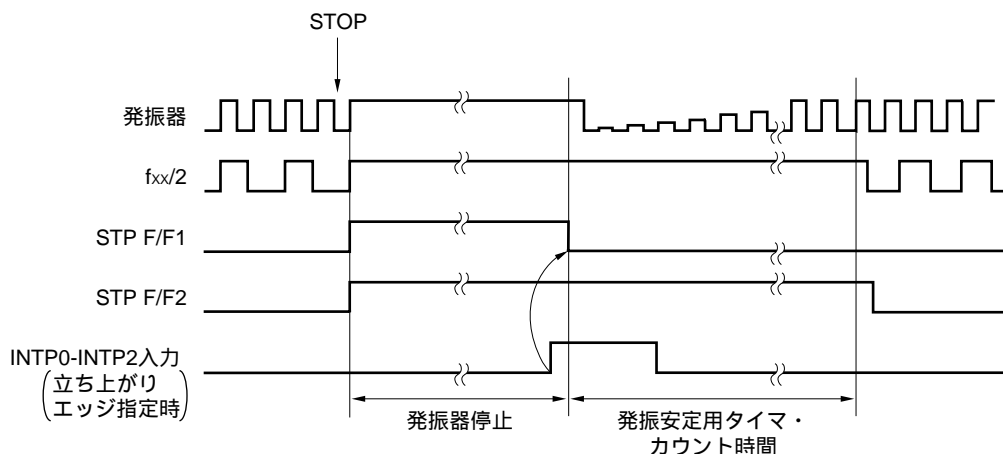 STOP
発振器
fxx/2
STP F/F1
STP F/F2
INTP0-INTP2入力
(立ち上がり
エッジ指定時)
発振器停止
発振安定用タイマ・
カウント時間